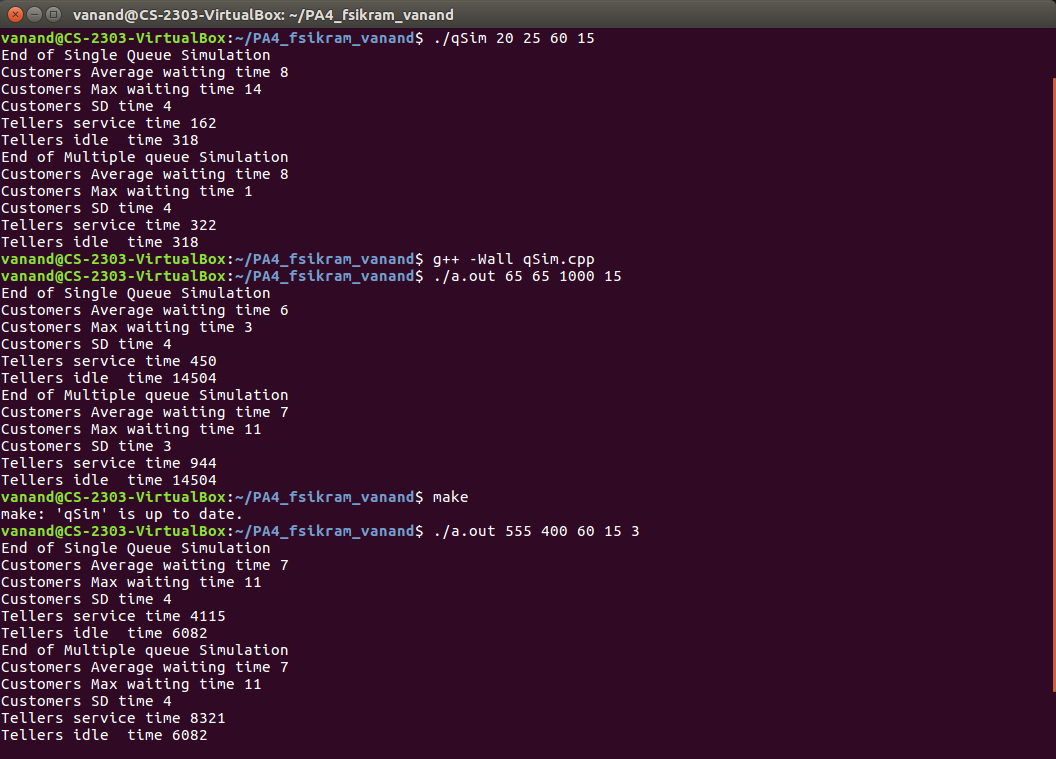 vanand@CS-2303-VirtualBox: ~/PA4_fsikram_vanand
vanand@CS-2303-VirtualBox:~/PA4_fsikram_vanand$ ./qSim 20 25 60 15
End of Single Queue Simulation
Customers Average waiting time 8
Customers Max waiting time 14
Customers SD time 4
Tellers service time 162
Tellers idle  time 318
End of Multiple queue Simulation
Customers Average waiting time 8
Customers Max waiting time 1
Customers SD time 4
Tellers service time 322
Tellers idle  time 318
vanand@CS-2303-VirtualBox:~/PA4_fsikram_vanand$ g++ -Wall qSim.cpp
vanand@CS-2303-VirtualBox:~/PA4_fsikram_vanand$ ./a.out 65 65 1000 15
End of Single Queue Simulation
Customers Average waiting time 6
Customers Max waiting time 3
Customers SD time 4
Tellers service time 450
Tellers idle  time 14504
End of Multiple queue Simulation
Customers Average waiting time 7
Customers Max waiting time 11
Customers SD time 3
Tellers service time 944
Tellers idle  time 14504
vanand@CS-2303-VirtualBox:~/PA4_fsikram_vanand$ make
make: 'qSim' is up to date.
vanand@CS-2303-VirtualBox:~/PA4_fsikram_vanand$ ./a.out 555 400 60 15 3
End of Single Queue Simulation
Customers Average waiting time 7
Customers Max waiting time 11
Customers SD time 4
Tellers service time 4115
Tellers idle  time 6082
End of Multiple queue Simulation
Customers Average waiting time 7
Customers Max waiting time 11
Customers SD time 4
Tellers service time 8321
Tellers idle  time 6082